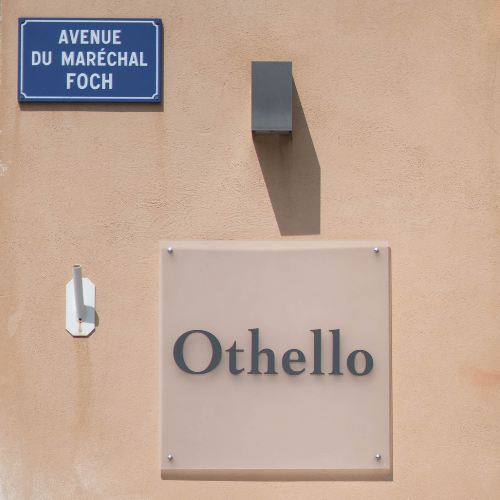 AVENUE
DU MARÉCHAL
FOCH
Othello